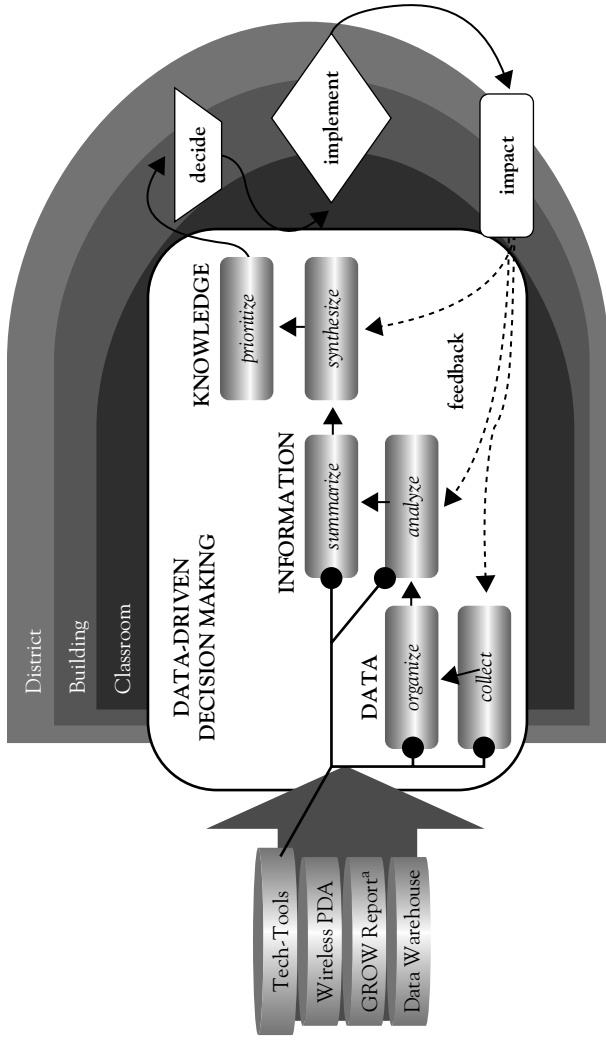 District
Building
Classroom
DATA-DRIVEN
DECISION MAKING
KNOWLEDGE
prioritize
synthesize
decide
implement
impact
INFORMATION
summarize
analyze
feedback
DATA
organize
collect
Tech-Tools
Wireless PDA
GROW Reportᵃ
Data Warehouse